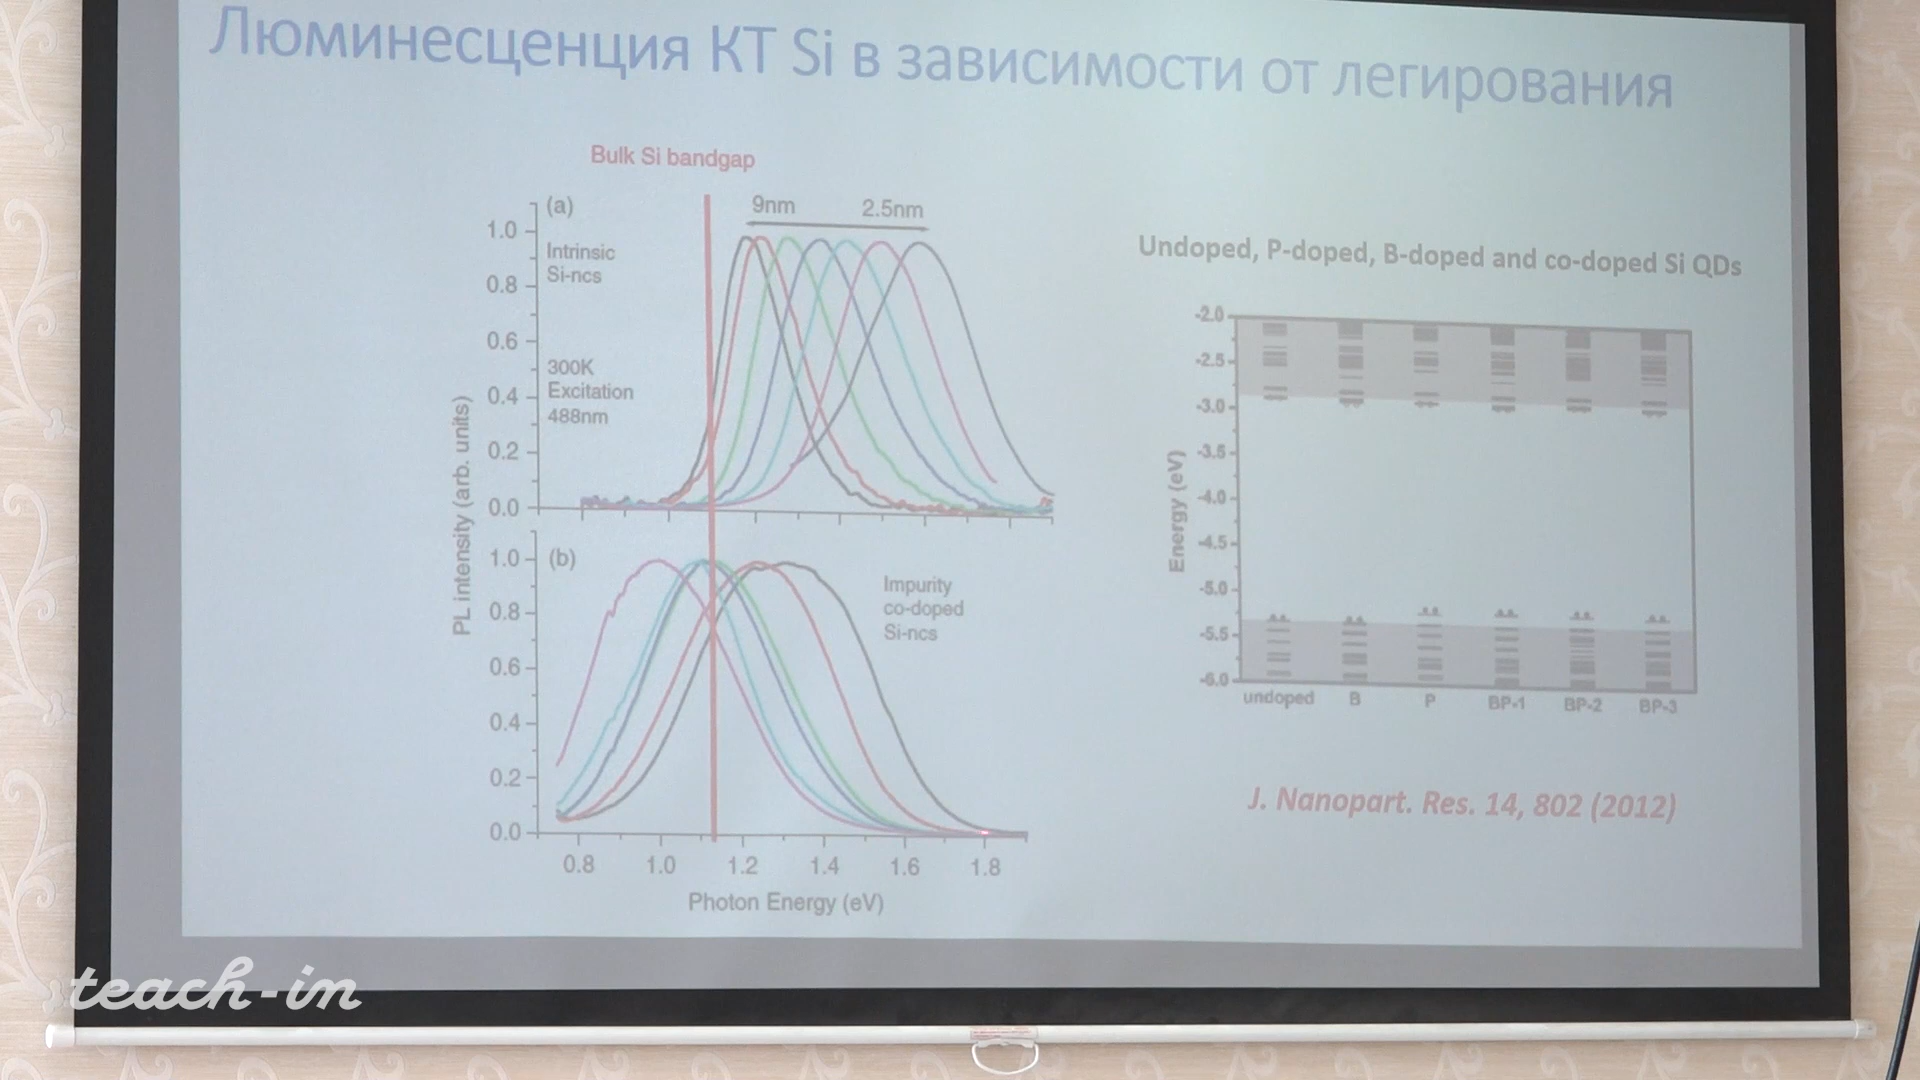 Люминесценция КТ Si в зависимости от легирования
Bulk Si bandgap
(a)
9nm
2.5nm
Intrinsic
Si-ncs
300K
Excitation
488nm
1.0
0.8
0.6
0.4
0.2
0.0
PL intensity (arb. units)
(b)
Impurity
co-doped
Si-ncs
1.0
0.8
0.6
0.4
0.2
0.0
0.8 1.0 1.2 1.4 1.6 1.8
Photon Energy (eV)
Undoped, P-doped, B-doped and co-doped Si QDs
-2.0
-2.5
-3.0
-3.5
-4.0
-4.5
-5.0
-5.5
-6.0
Energy (eV)
undoped B P BP-1 BP-2 BP-3
J. Nanopart. Res. 14, 802 (2012)
teach-in